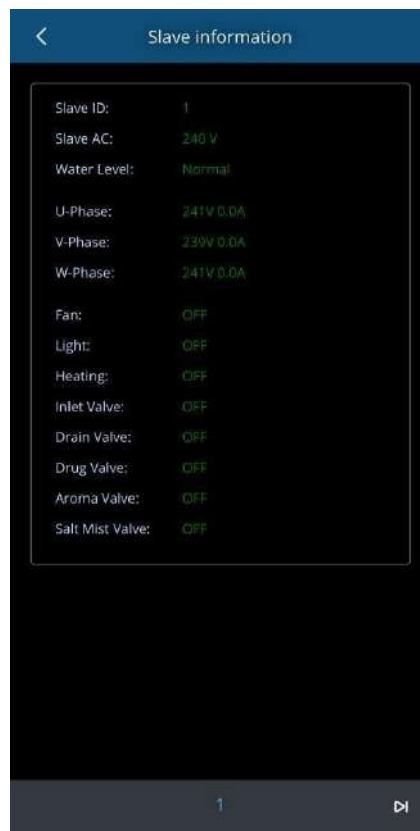 Slave information
Slave ID: 1
Slave AC: 240 V
Water Level: Normal
U-Phase: 241V 0.0A
V-Phase: 239V 0.0A
W-Phase: 241V 0.0A
Fan: OFF
Light: OFF
Heating: OFF
Inlet Valve: OFF
Drain Valve: OFF
Drug Valve: OFF
Aroma Valve: OFF
Salt Mist Valve: OFF
1